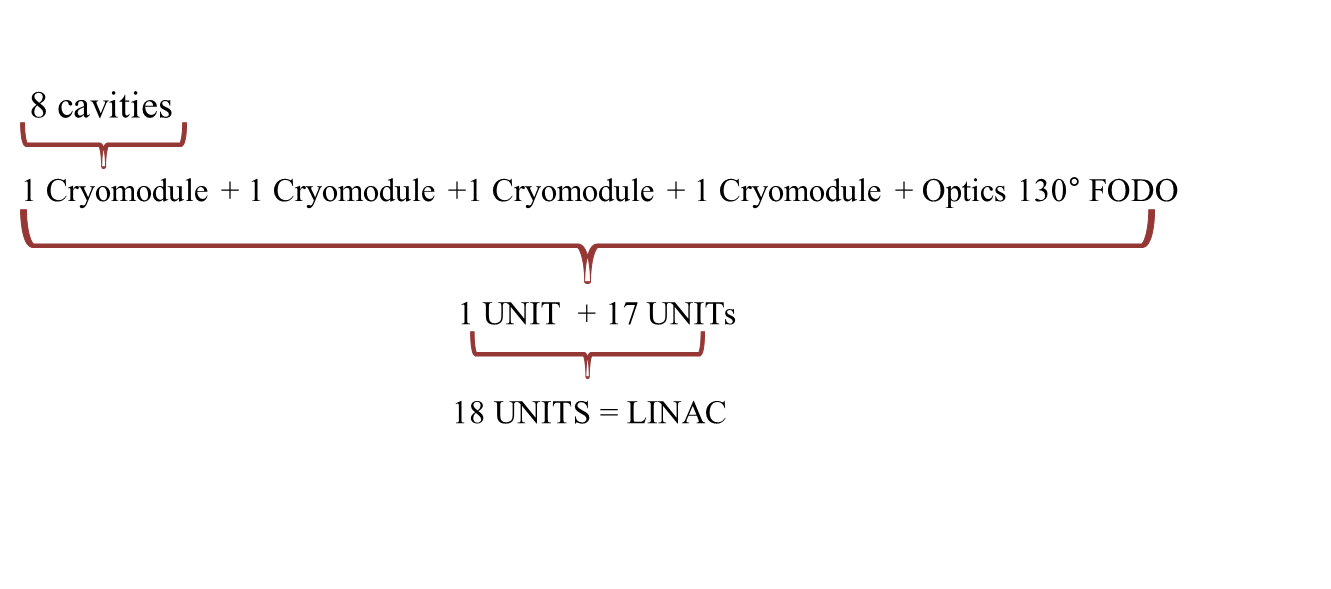 8 cavities
1 Cryomodule + 1 Cryomodule +1 Cryomodule + 1 Cryomodule + Optics 130° FODO
1 UNIT + 17 UNITs
18 UNITS = LINAC